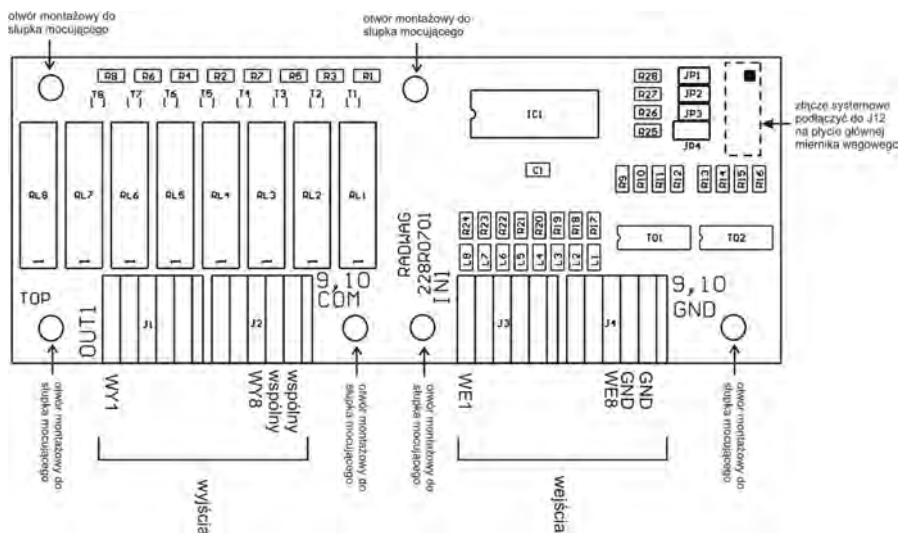 otwór montażowy do
słupka mocującego
otwór montażowy do
słupka mocującego
R8 R6 R4 R2 R7 R5 R3 R1
T8 T7 T6 T5 T4 T3 T2 T1
RL8 RL7 RL6 RL5 RL4 RL3 RL2 RL1
IC1
C1
R28 JP1
R27 JP2
R26 JP3
R25
JP4
złącze systemowe
podłączyć do J12
na płycie głównej
miernika wagowego
R9 R10 R11 R12 R13 R14 R15 R16
TO1 TO2
R24 R23 R22 R21 R20 R19 R18 R17
L8 L7 L6 L5 L4 L3 L2 L1
RADWAG
228R0701
TOP
OUT1
J1 J2
9,10
COM
IN1
J3 J4
9,10
GND
WY1
WY8
wspólny
wspólny
WE1
WE8
GND
GND
otwór montażowy do
słupka mocującego
otwór montażowy do
słupka mocującego
otwór montażowy do
słupka mocującego
otwór montażowy do
słupka mocującego
wyjścia
wejścia